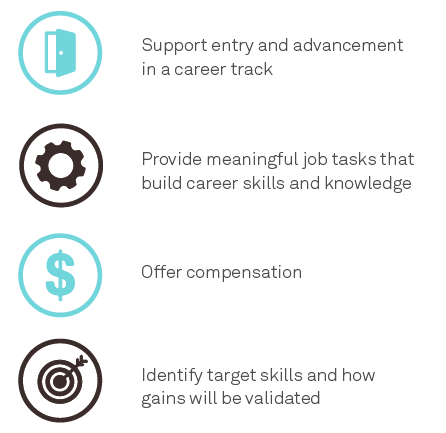 Support entry and advancement
in a career track
Provide meaningful job tasks that
build career skills and knowledge
$
Offer compensation
Identify target skills and how
gains will be validated